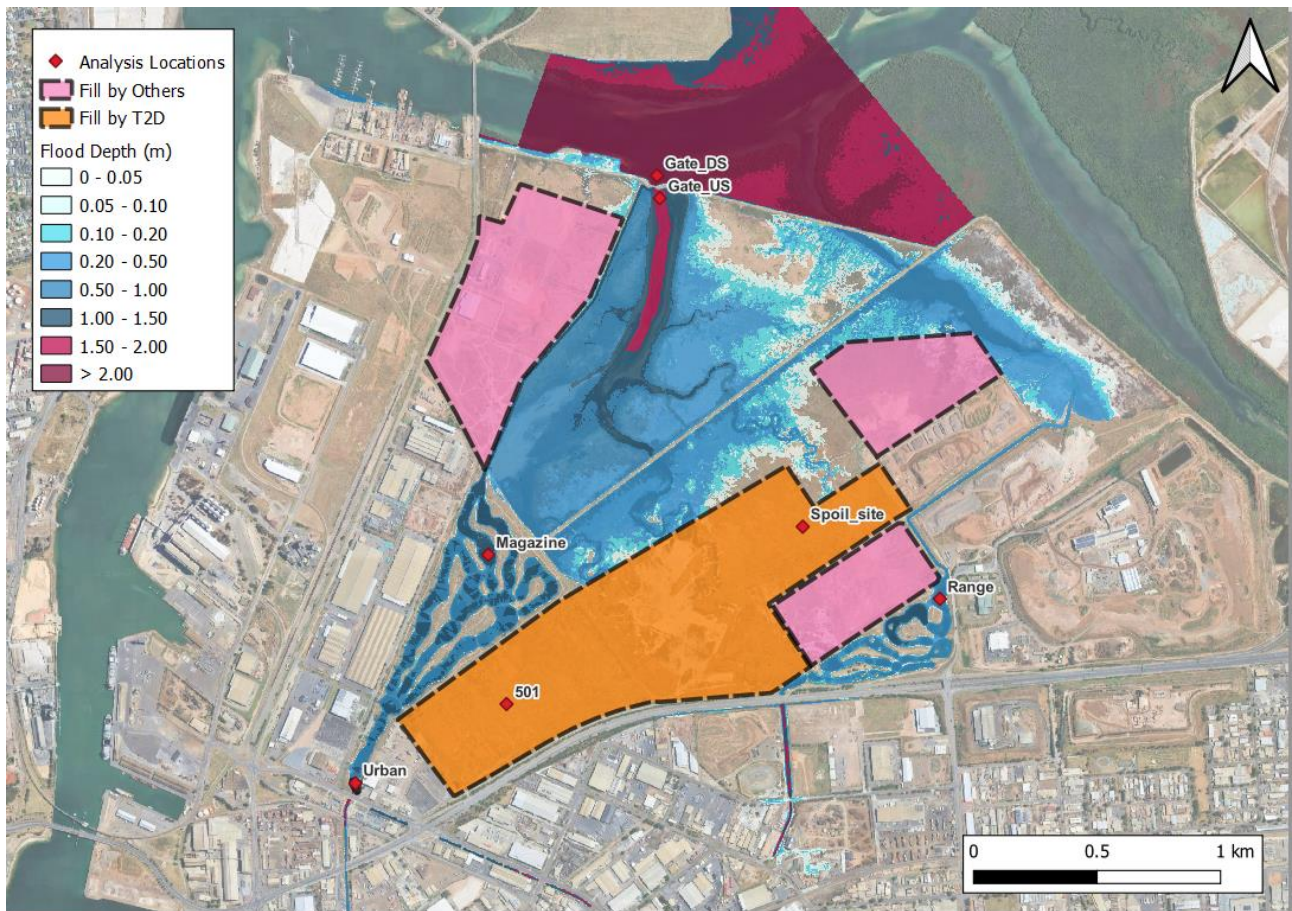 Analysis Locations
Fill by Others
Fill by T2D
Flood Depth (m)
0 - 0.05
0.05 - 0.10
0.10 - 0.20
0.20 - 0.50
0.50 - 1.00
1.00 - 1.50
1.50 - 2.00
> 2.00
Gate_DS
Gate_US
Spoil_site
Magazine
Range
501
Urban
0 0.5 1 km